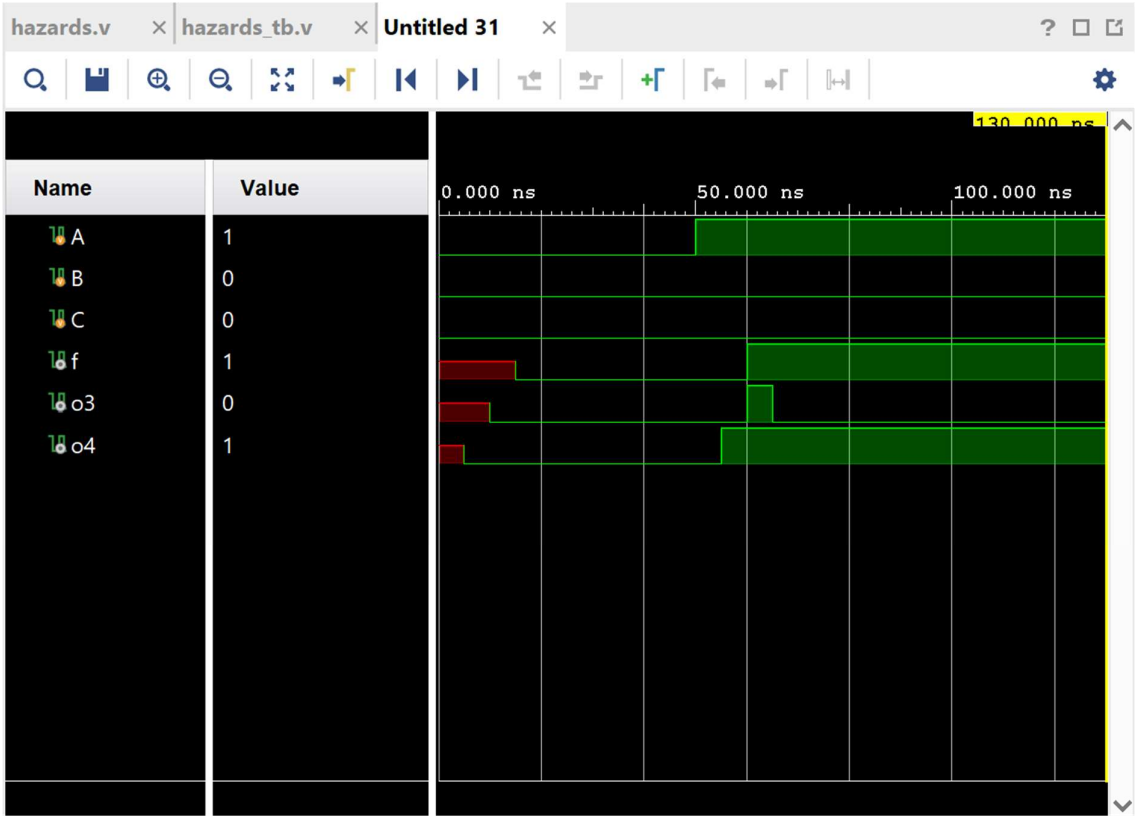 hazards.v × hazards_tb.v × Untitled 31 × ?
130.000 ns
Name Value 0.000 ns 50.000 ns 100.000 ns
A 1
B 0
C 0
f 1
o3 0
o4 1